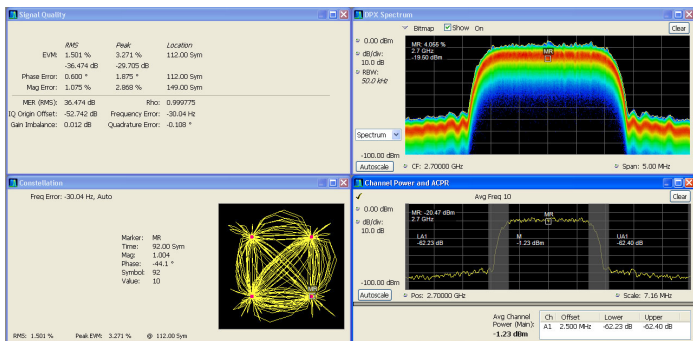 Signal Quality
RMS Peak Location
EVM: 1.501 % 3.271 % 112.00 Sym
-36.474 dB -29.705 dB
Phase Error: 0.600 ° 1.875 ° 112.00 Sym
Mag Error: 1.075 % 2.868 % 149.00 Sym
MER (RMS): 36.474 dB Rho: 0.999775
IQ Origin Offset: -52.742 dB Frequency Error: -30.04 Hz
Gain Imbalance: 0.012 dB Quadrature Error: -0.108 °
DPX Spectrum
Bitmap Show On Clear
0.00 dBm
dB/div:
10.0 dB
RBW:
50.0 kHz
MR: 4.055 %
2.7 GHz
-19.60 dBm
MR
Spectrum
-100.00 dBm
Autoscale CF: 2.70000 GHz Span: 5.00 MHz
Constellation
Freq Error: -30.04 Hz, Auto
Marker: MR
Time: 92.00 Sym
Mag: 1.004
Phase: -44.1 °
Symbol: 92
Value: 10
MR
RMS: 1.501 % Peak EVM: 3.271 % @ 112.00 Sym
Channel Power and ACPR
Avg Freq 10 Clear
0.00 dBm
dB/div:
10.0 dB
MR: -20.47 dBm
2.7 GHz
MR
LA1 M UA1
-62.23 dB -1.23 dBm -62.40 dB
-100.00 dBm
Autoscale Pos: 2.70000 GHz Scale: 7.16 MHz
Avg Channel
Power (Main):
-1.23 dBm
Ch Offset Lower Upper
A1 2.500 MHz -62.23 dB -62.40 dB